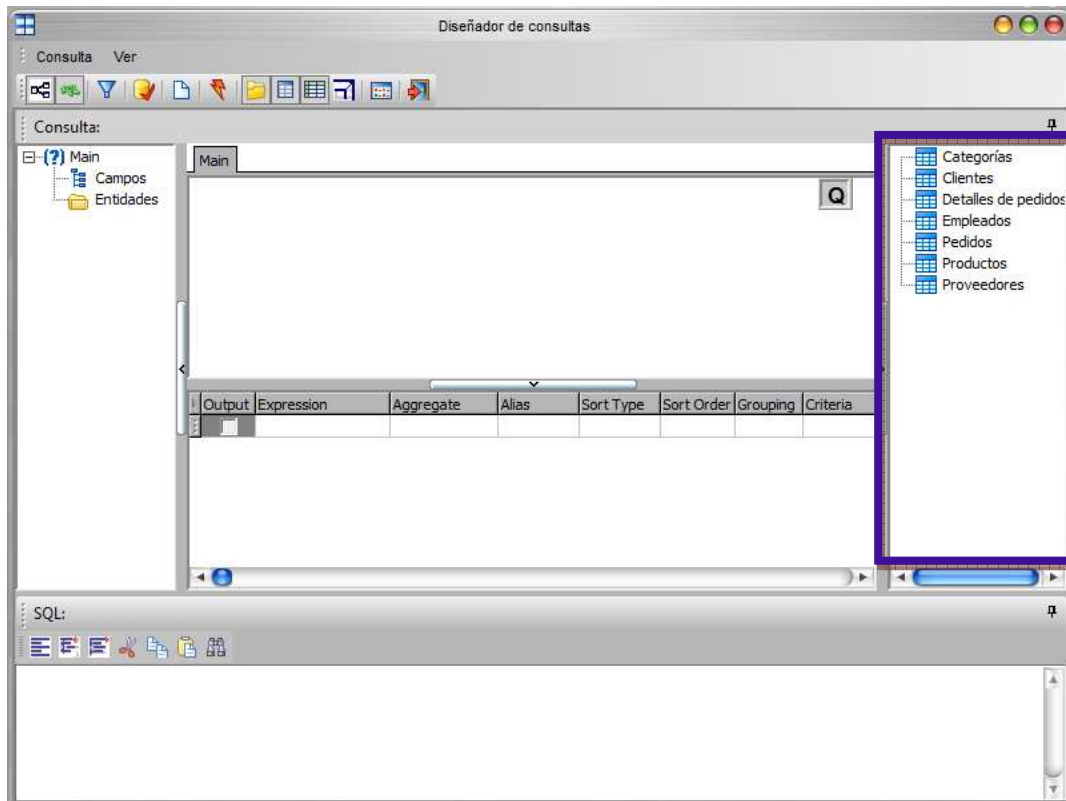 Diseñador de consultas
Consulta Ver
SQL
Consulta:
Main
Campos
Entidades
Main
Q
Categorías
Clientes
Detalles de pedidos
Empleados
Pedidos
Productos
Proveedores
Output Expression Aggregate Alias Sort Type Sort Order Grouping Criteria
SQL: